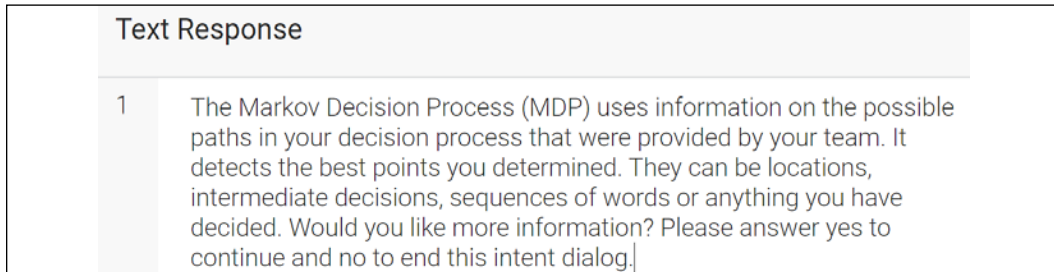 Text Response
1 The Markov Decision Process (MDP) uses information on the possible
paths in your decision process that were provided by your team. It
detects the best points you determined. They can be locations,
intermediate decisions, sequences of words or anything you have
decided. Would you like more information? Please answer yes to
continue and no to end this intent dialog.